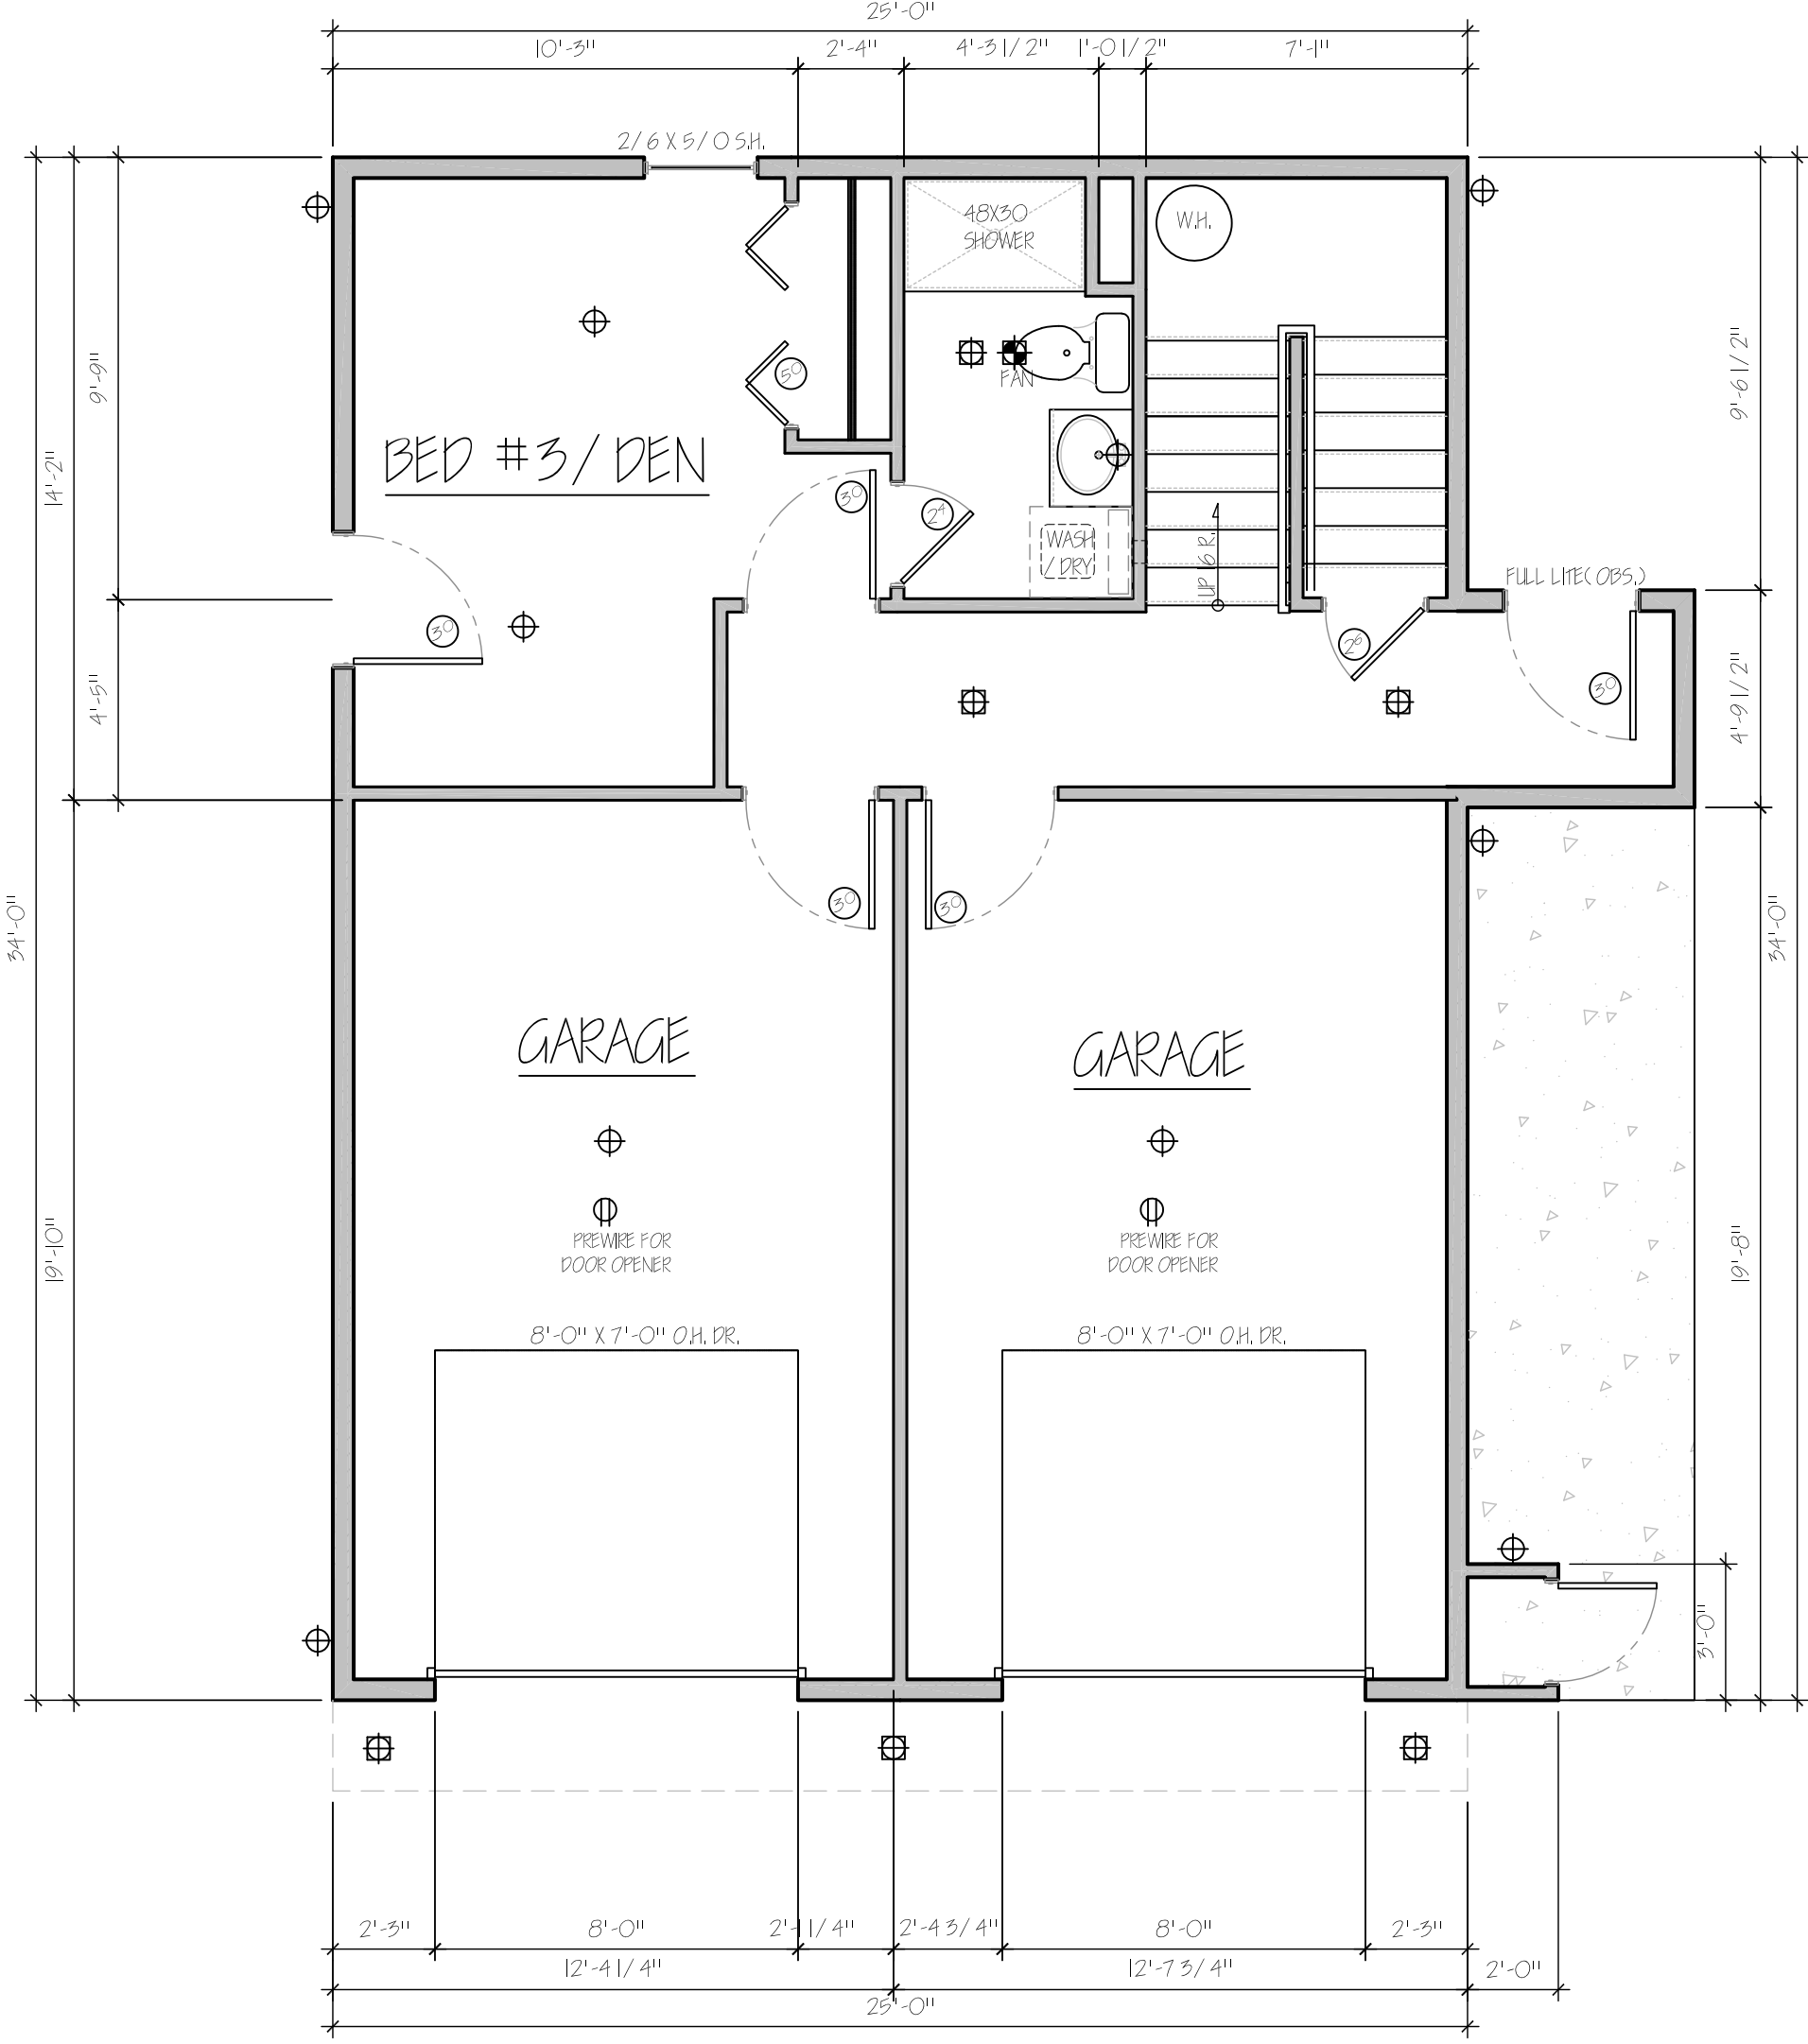 25'-0"
10'-3" 2'-4" 4'-3 1/2" 1'-0 1/2" 7'-1"
2/6 X 5/0 S.H.
48X30
SHOWER
W.H.
FAN
9'-9"
14'-2"
9'-6 1/2"
50
BED #3/ DEN
30
24
WASH
/ DRY
UP 16 R.
FULL LITE(OBS.)
30
26
30
4'-5"
4'-9 1/2"
30
30
34'-0"
34'-0"
GARAGE
GARAGE
PREWIRE FOR
DOOR OPENER
PREWIRE FOR
DOOR OPENER
19'-10"
19'-8"
8'-0" X 7'-0" O.H. DR.
8'-0" X 7'-0" O.H. DR.
3'-0"
2'-3" 8'-0" 2'-1 1/4" 2'-4 3/4" 8'-0" 2'-3"
12'-4 1/4" 12'-7 3/4" 2'-0"
25'-0"